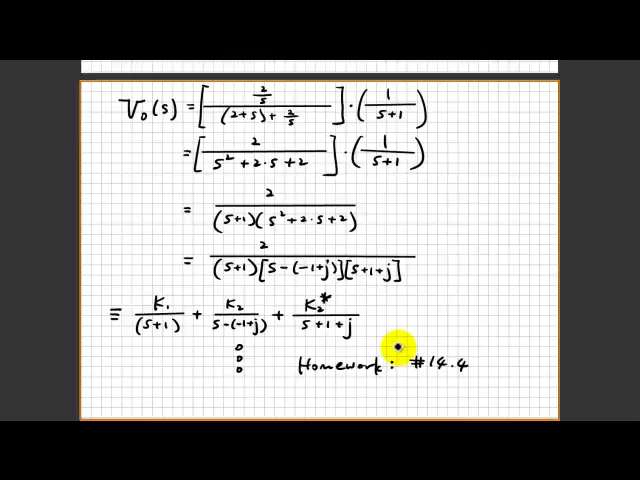 V₀(s) = [ (2/s) / ((2+s) + 2/s) ] · ( 1/(s+1) )
= [ 2 / (s² + 2·s + 2) ] · ( 1/(s+1) )
= 2 / ((s+1)(s² + 2·s + 2))
= 2 / ((s+1)[s-(-1+j)][s+1+j])
≡ K₁/(s+1) + K₂/(s-(-1+j)) + K₂*/(s+1+j)
Homework : #14.4